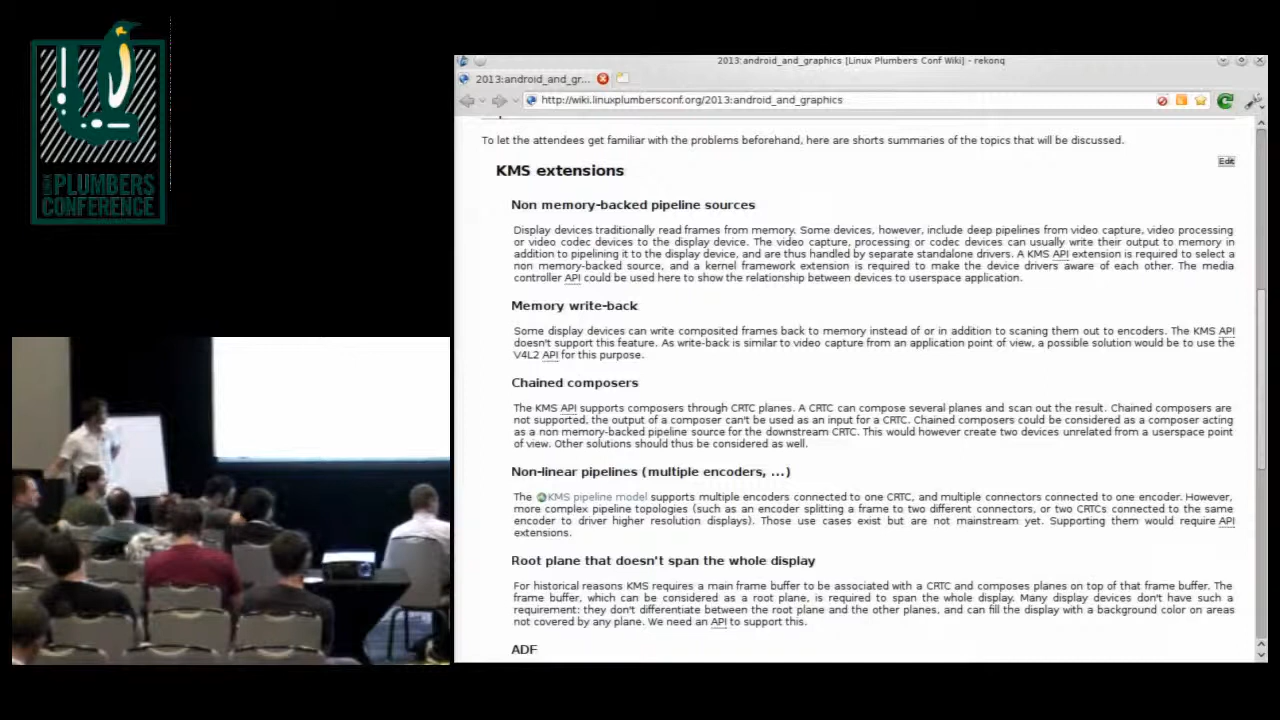 LINUX
PLUMBERS
CONFERENCE
2013:android_and_graphics [Linux Plumbers Conf Wiki] - rekonq
2013:android_and_gr...
http://wiki.linuxplumbersconf.org/2013:android_and_graphics
To let the attendees get familiar with the problems beforehand, here are shorts summaries of the topics that will be discussed.
Edit
KMS extensions
Non memory-backed pipeline sources
Display devices traditionally read frames from memory. Some devices, however, include deep pipelines from video capture, video processing
or video codec devices to the display device. The video capture, processing or codec devices can usually write their output to memory in
addition to pipelining it to the display device, and are thus handled by separate standalone drivers. A KMS API extension is required to select a
non memory-backed source, and a kernel framework extension is required to make the device drivers aware of each other. The media
controller API could be used here to show the relationship between devices to userspace application.
Memory write-back
Some display devices can write composited frames back to memory instead of or in addition to scaning them out to encoders. The KMS API
doesn't support this feature. As write-back is similar to video capture from an application point of view, a possible solution would be to use the
V4L2 API for this purpose.
Chained composers
The KMS API supports composers through CRTC planes. A CRTC can compose several planes and scan out the result. Chained composers are
not supported, the output of a composer can't be used as an input for a CRTC. Chained composers could be considered as a composer acting
as a non memory-backed pipeline source for the downstream CRTC. This would however create two devices unrelated from a userspace point
of view. Other solutions should thus be considered as well.
Non-linear pipelines (multiple encoders, ...)
The KMS pipeline model supports multiple encoders connected to one CRTC, and multiple connectors connected to one encoder. However,
more complex pipeline topologies (such as an encoder splitting a frame to two different connectors, or two CRTCs connected to the same
encoder to driver higher resolution displays). Those use cases exist but are not mainstream yet. Supporting them would require API
extensions.
Root plane that doesn't span the whole display
For historical reasons KMS requires a main frame buffer to be associated with a CRTC and composes planes on top of that frame buffer. The
frame buffer, which can be considered as a root plane, is required to span the whole display. Many display devices don't have such a
requirement: they don't differentiate between the root plane and the other planes, and can fill the display with a background color on areas
not covered by any plane. We need an API to support this.
ADF